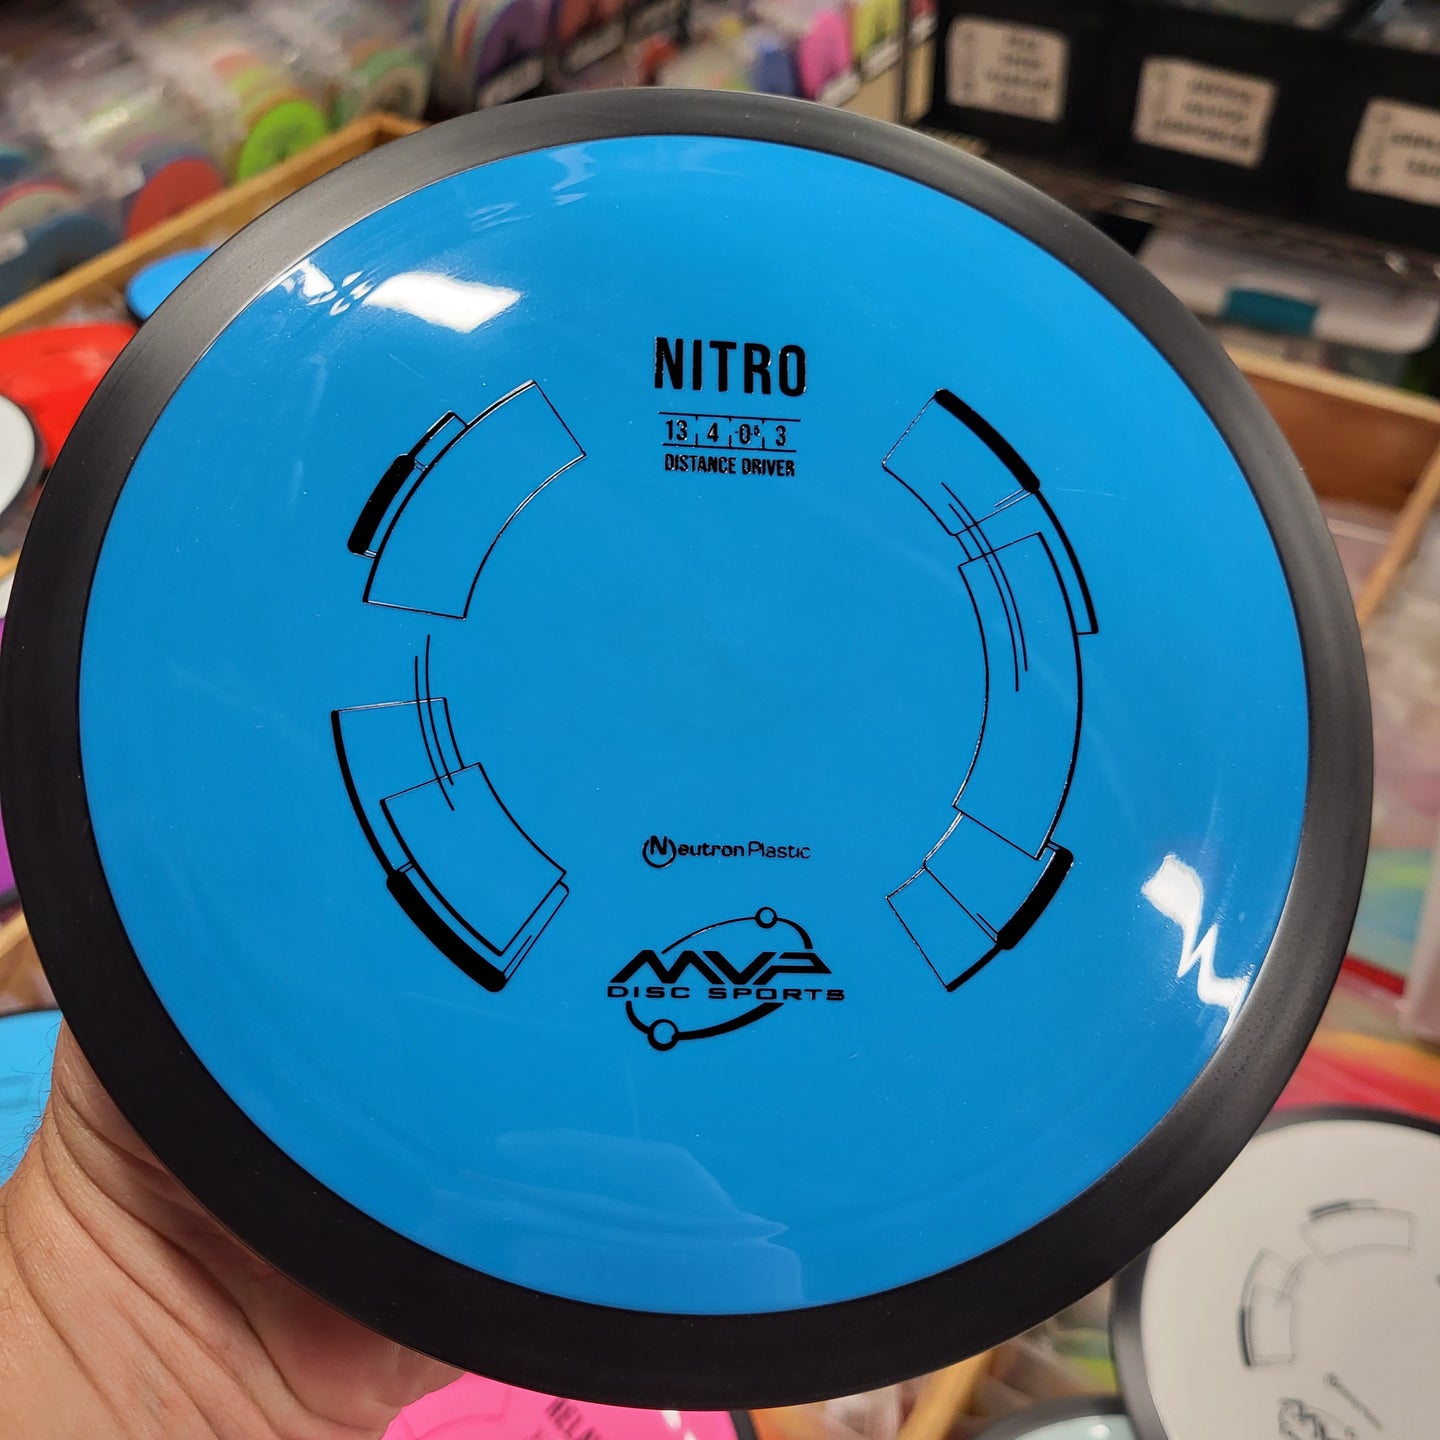 NITRO
13 4 -0.5 3
DISTANCE DRIVER
Neutron Plastic
MVP
DISC SPORTS